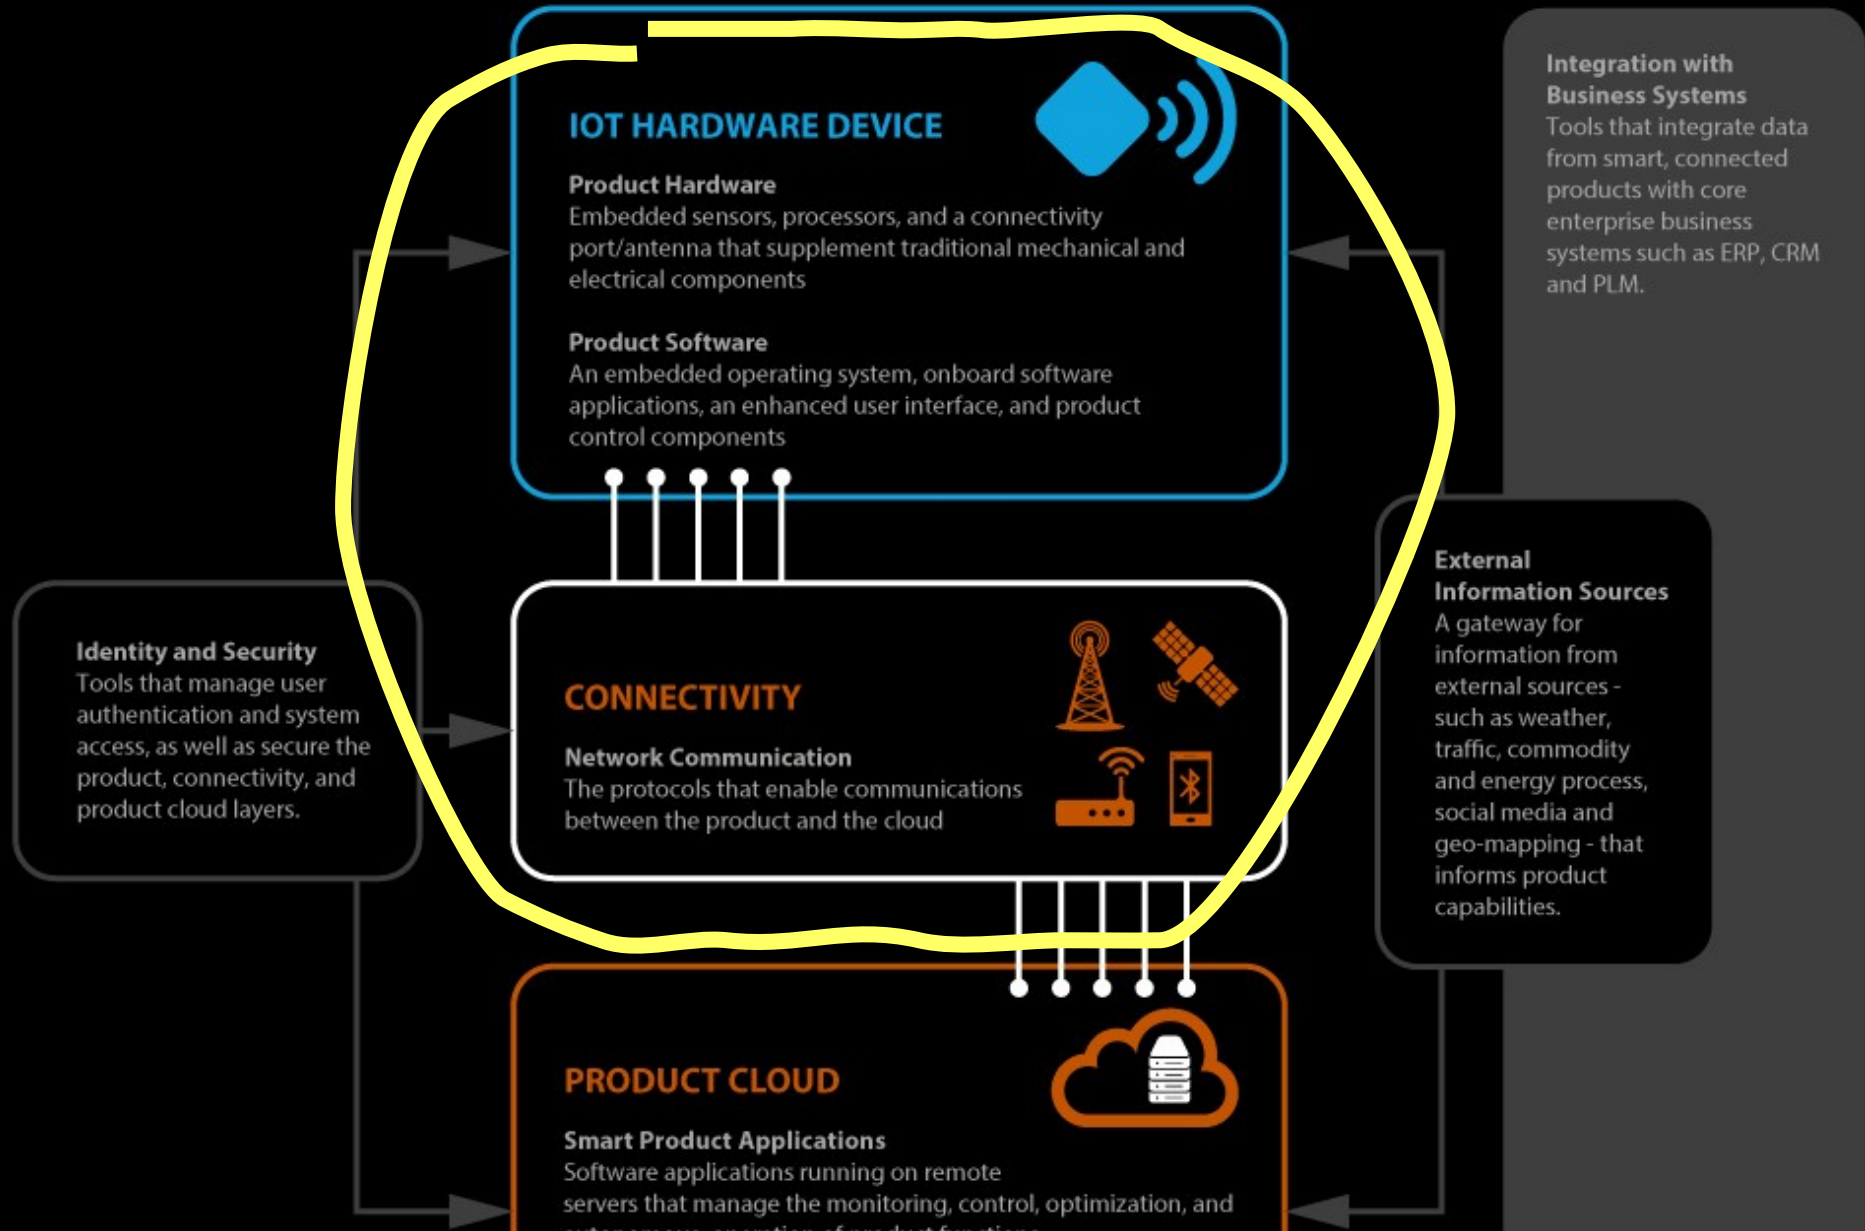 IOT HARDWARE DEVICE
Product Hardware
Embedded sensors, processors, and a connectivity
port/antenna that supplement traditional mechanical and
electrical components
Product Software
An embedded operating system, onboard software
applications, an enhanced user interface, and product
control components
Integration with
Business Systems
Tools that integrate data
from smart, connected
products with core
enterprise business
systems such as ERP, CRM
and PLM.
Identity and Security
Tools that manage user
authentication and system
access, as well as secure the
product, connectivity, and
product cloud layers.
CONNECTIVITY
Network Communication
The protocols that enable communications
between the product and the cloud
External
Information Sources
A gateway for
information from
external sources -
such as weather,
traffic, commodity
and energy process,
social media and
geo-mapping - that
informs product
capabilities.
PRODUCT CLOUD
Smart Product Applications
Software applications running on remote
servers that manage the monitoring, control, optimization, and